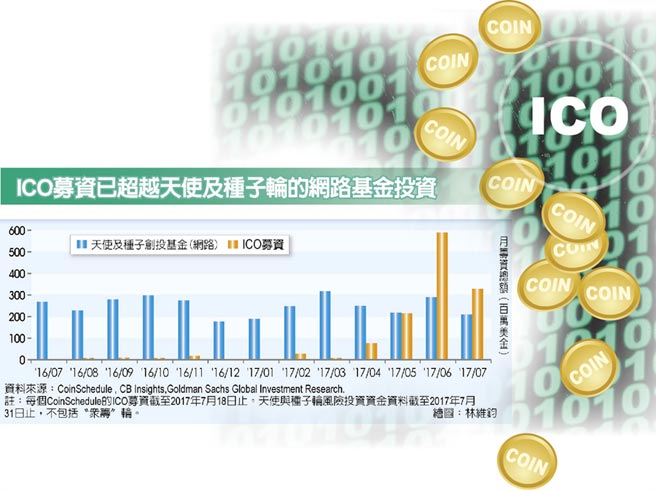 COIN
COIN
ICO
COIN
COIN
ICO募資已超越天使及種子輪的網路基金投資
COIN
COIN
COIN
COIN
COIN
COIN
天使及種子創投基金(網路)
ICO募資
600
500
400
300
200
100
0
月募資總額(百萬美金)
'16/07 '16/08 '16/09 '16/10 '16/11 '16/12 '17/01 '17/02 '17/03 '17/04 '17/05 '17/06 '17/07
資料來源：CoinSchedule , CB Insights,Goldman Sachs Global Investment Research.
註：每個CoinSchedule的ICO募資截至2017年7月18日止。天使與種子輪風險投資資金資料截至2017年7月
31日止，不包括“衆籌”輪。
繪圖：林維鈞